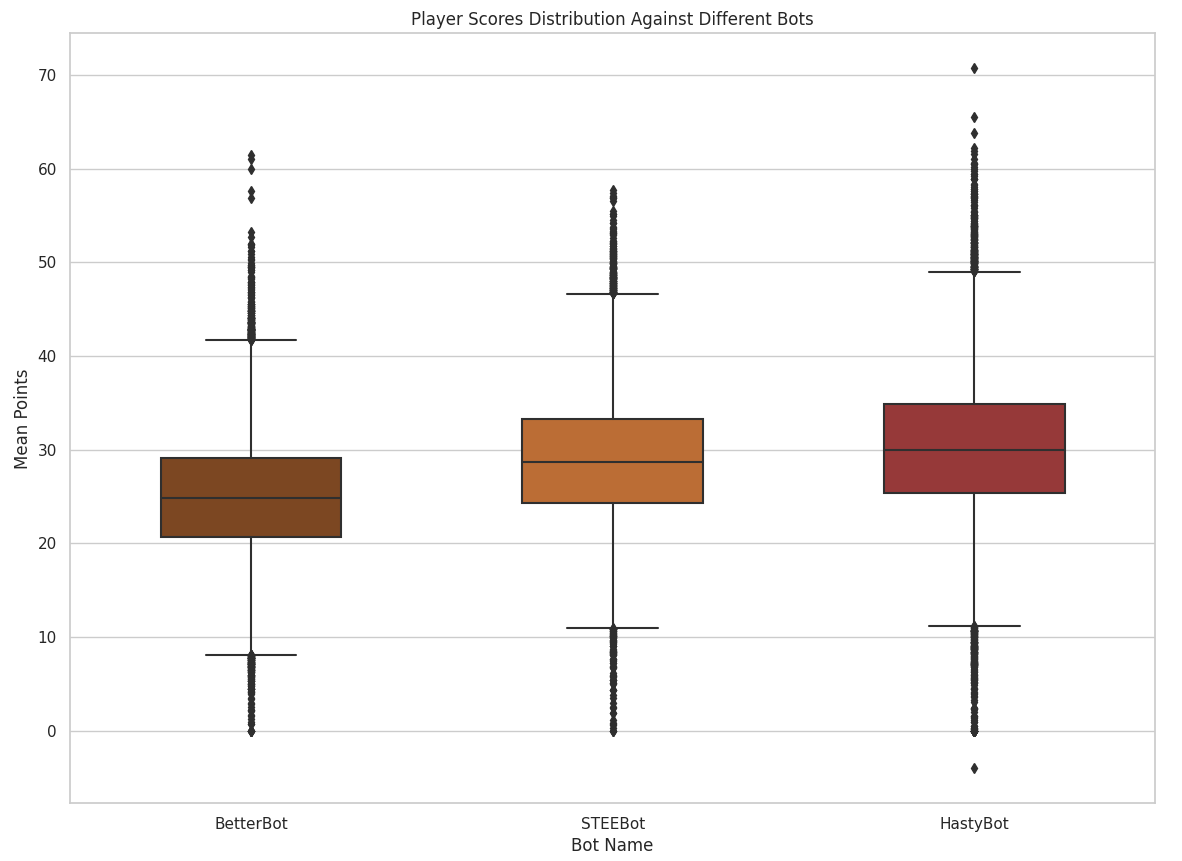 Player Scores Distribution Against Different Bots
70
60
50
40
30
20
10
0
Mean Points
BetterBot
STEEBot
HastyBot
Bot Name